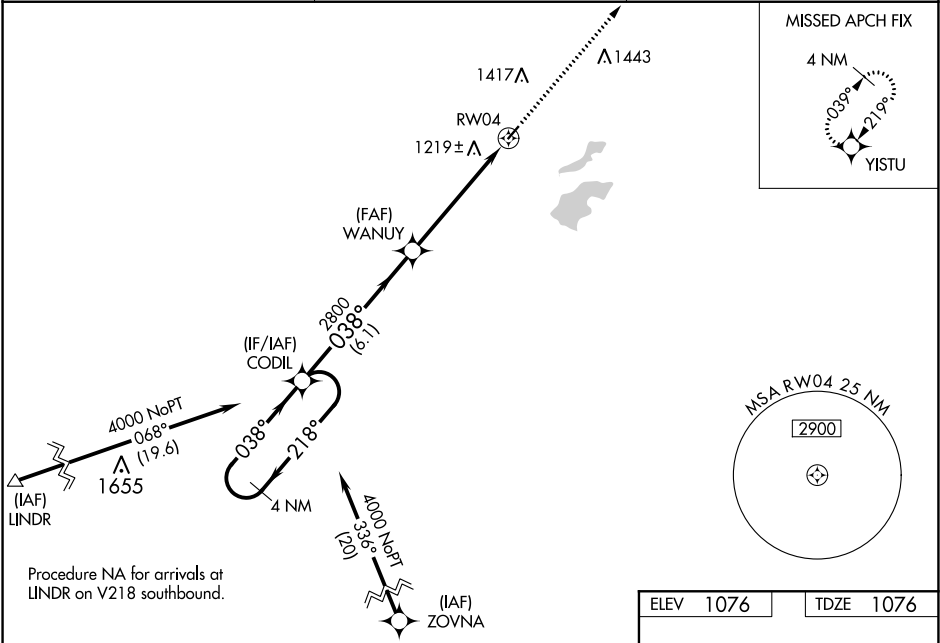 MISSED APCH FIX
4 NM
039°
219°
YISTU
1443
1417
RW04
1219±
(FAF)
WANUY
2800
038°
(6.1)
(IF/IAF)
CODIL
038°
218°
4 NM
4000 NoPT
068°
(19.6)
1655
(IAF)
LINDR
4000 NoPT
336°
(20)
(IAF)
ZOVNA
Procedure NA for arrivals at
LINDR on V218 southbound.
MSA RW04 25 NM
2900
ELEV 1076
TDZE 1076